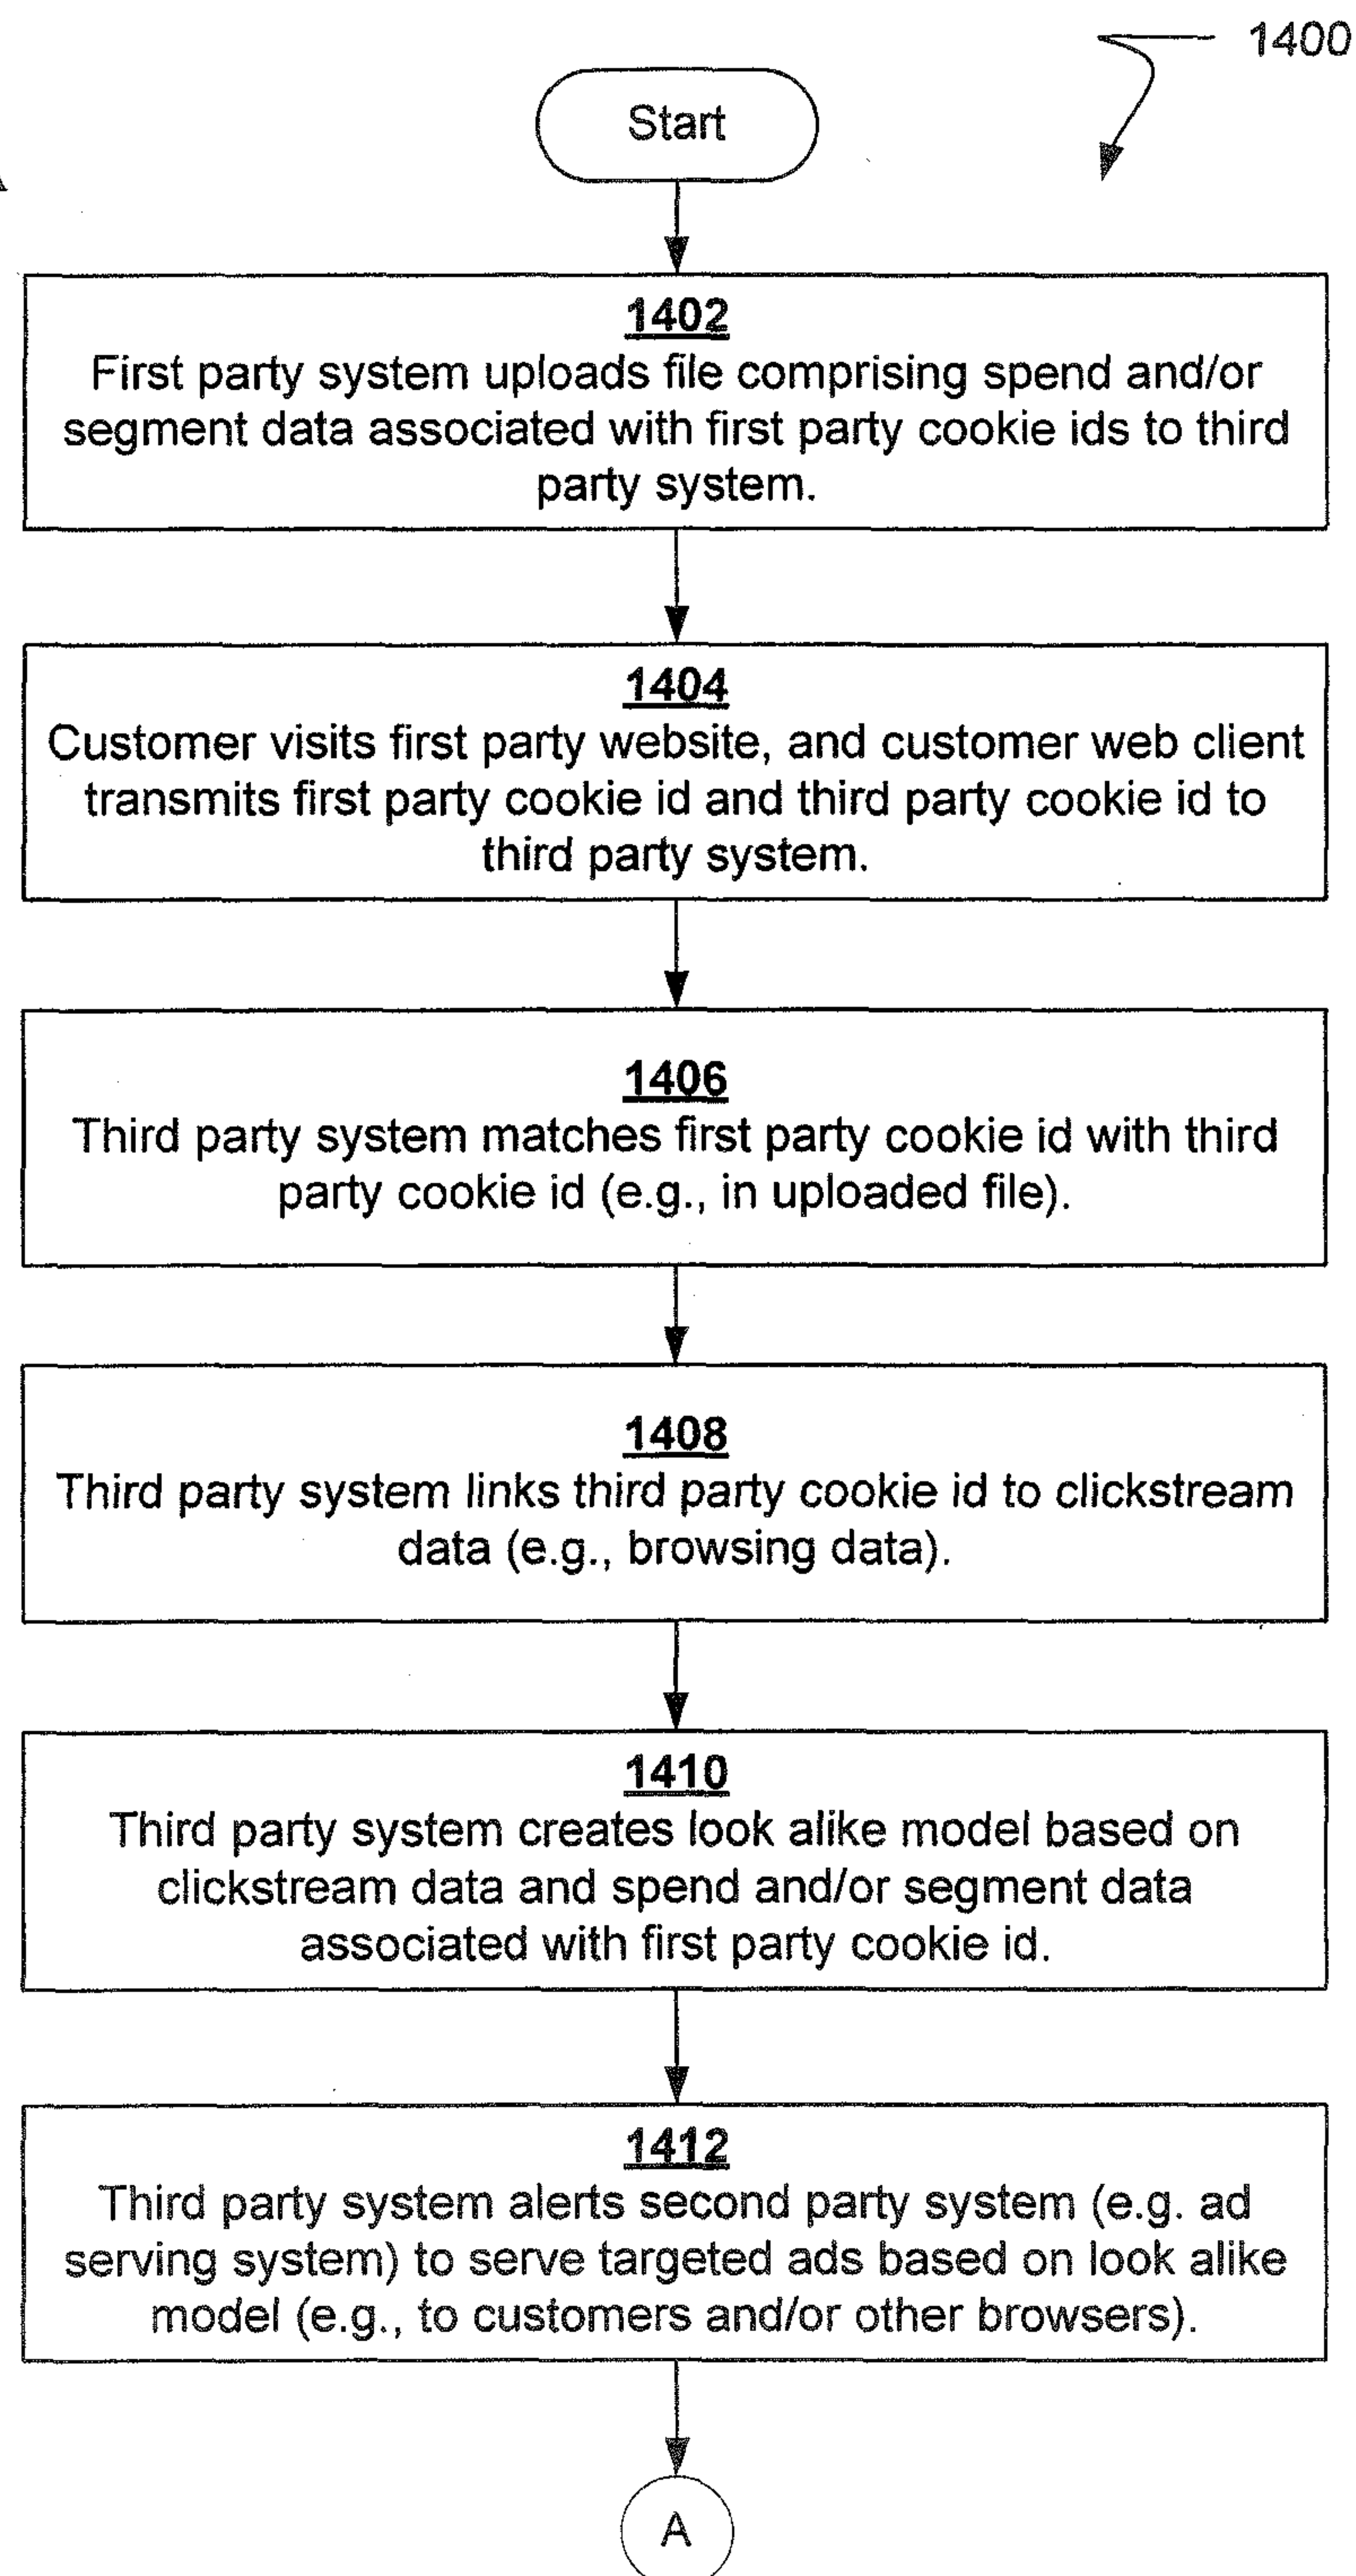 1400
Start
1402
First party system uploads file comprising spend and/or
segment data associated with first party cookie ids to third
party system.
1404
Customer visits first party website, and customer web client
transmits first party cookie id and third party cookie id to
third party system.
1406
Third party system matches first party cookie id with third
party cookie id (e.g., in uploaded file).
1408
Third party system links third party cookie id to clickstream
data (e.g., browsing data).
1410
Third party system creates look alike model based on
clickstream data and spend and/or segment data
associated with first party cookie id.
1412
Third party system alerts second party system (e.g. ad
serving system) to serve targeted ads based on look alike
model (e.g., to customers and/or other browsers).
A